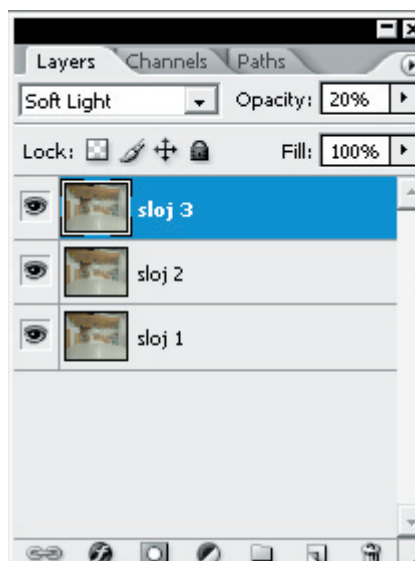 Layers Channels Paths
Soft Light Opacity: 20%
Lock: Fill: 100%
sloj 3
sloj 2
sloj 1